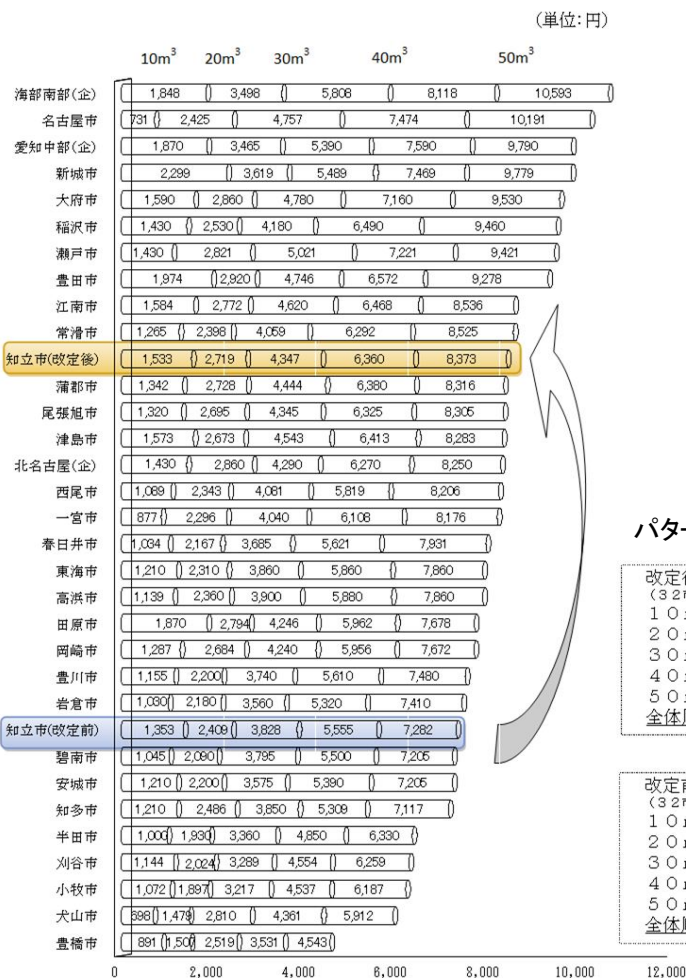 (単位:円)
10m³ 20m³ 30m³ 40m³ 50m³
海部南部(企) 1,848 3,498 5,808 8,118 10,593
名古屋市 731 2,425 4,757 7,474 10,191
愛知中部(企) 1,870 3,465 5,390 7,590 9,790
新城市 2,299 3,619 5,489 7,469 9,779
大府市 1,590 2,860 4,780 7,160 9,530
稲沢市 1,430 2,530 4,180 6,490 9,460
瀬戸市 1,430 2,821 5,021 7,221 9,421
豊田市 1,974 2,920 4,746 6,572 9,278
江南市 1,584 2,772 4,620 6,468 8,536
常滑市 1,265 2,398 4,059 6,292 8,525
知立市(改定後) 1,533 2,719 4,347 6,360 8,373
蒲郡市 1,342 2,728 4,444 6,380 8,316
尾張旭市 1,320 2,695 4,345 6,325 8,305
津島市 1,573 2,673 4,543 6,413 8,283
北名古屋(企) 1,430 2,860 4,290 6,270 8,250
西尾市 1,089 2,343 4,081 5,819 8,206
一宮市 877 2,296 4,040 6,108 8,176
春日井市 1,034 2,167 3,685 5,621 7,931
東海市 1,210 2,310 3,860 5,860 7,860
高浜市 1,139 2,360 3,900 5,880 7,860
田原市 1,870 2,794 4,246 5,962 7,678
岡崎市 1,287 2,684 4,240 5,956 7,672
豊川市 1,155 2,200 3,740 5,610 7,480
岩倉市 1,030 2,180 3,560 5,320 7,410
知立市(改定前) 1,353 2,409 3,828 5,555 7,282
碧南市 1,045 2,090 3,795 5,500 7,205
安城市 1,210 2,200 3,575 5,390 7,205
知多市 1,210 2,486 3,850 5,309 7,117
半田市 1,000 1,930 3,360 4,850 6,330
刈谷市 1,144 2,024 3,289 4,554 6,259
小牧市 1,072 1,897 3,217 4,537 6,187
犬山市 698 1,479 2,810 4,361 5,912
豊橋市 891 1,507 2,519 3,531 4,543
0 2,000 4,000 6,000 8,000 10,000 12,000
パター
改定
(32
10
20
30
40
50
全体
改定
(32
10
20
30
40
50
全体